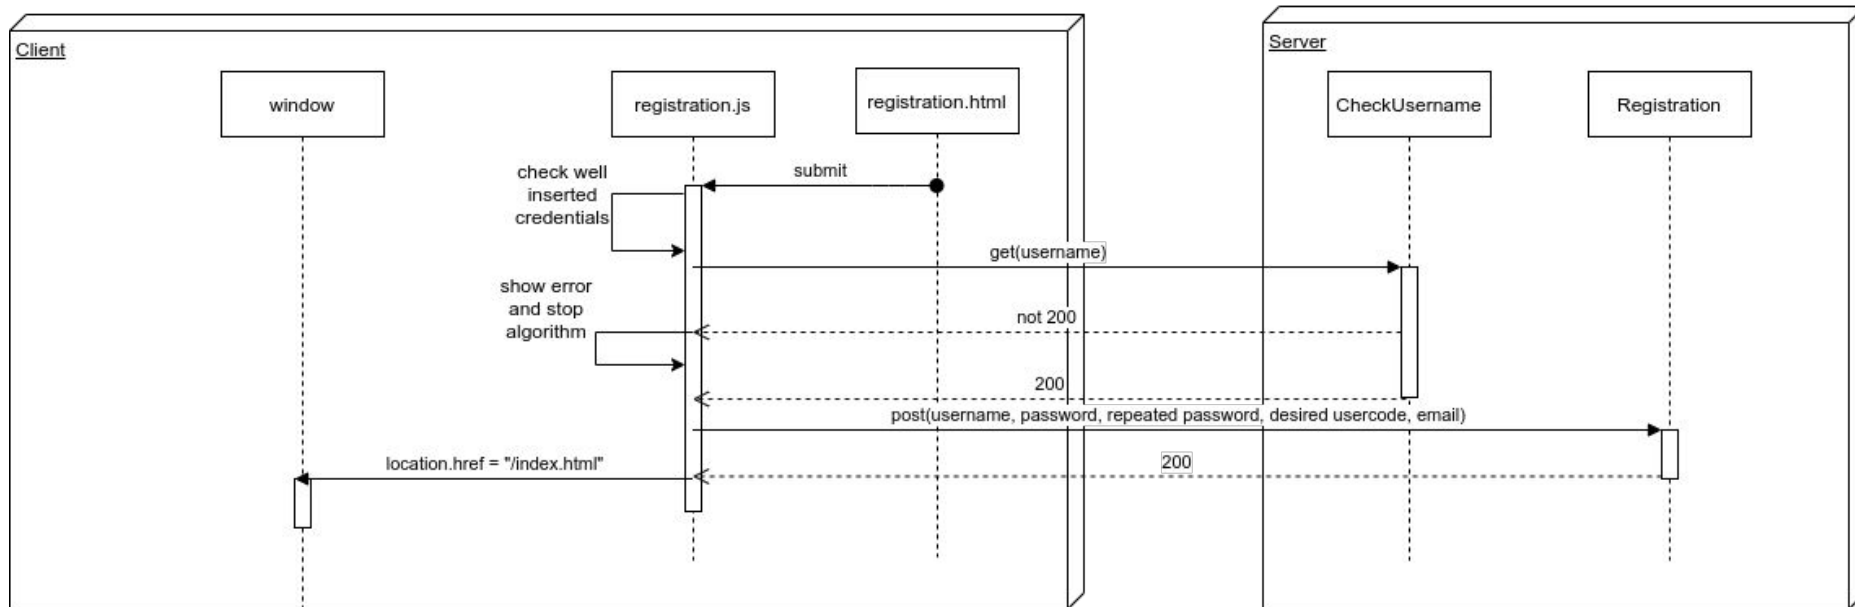 Client
Server
window
registration.js
registration.html
CheckUsername
Registration
submit
check well
inserted
credentials
get(username)
show error
and stop
algorithm
not 200
200
post(username, password, repeated password, desired usercode, email)
location.href = "/index.html"
200